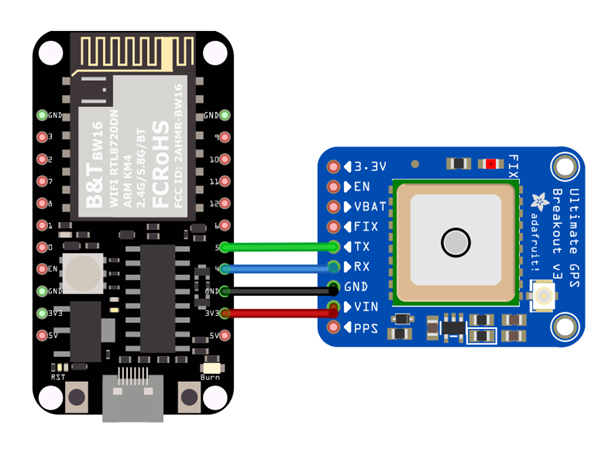 GND
3
2
7
8
1
0
EN
GND
3V3
5V
RST
B&T BW16
WIFI RTL8720DN
ARM KM4
2.4G/5.8G/BT
FCRoHS
FCC ID: 2AHMR-BW16
GND
10
11
12
5
GND
3V3
5V
Burn
3.3V
EN
VBAT
FIX
TX
RX
GND
VIN
PPS
FIX
adafruit!
Ultimate GPS
Breakout v3